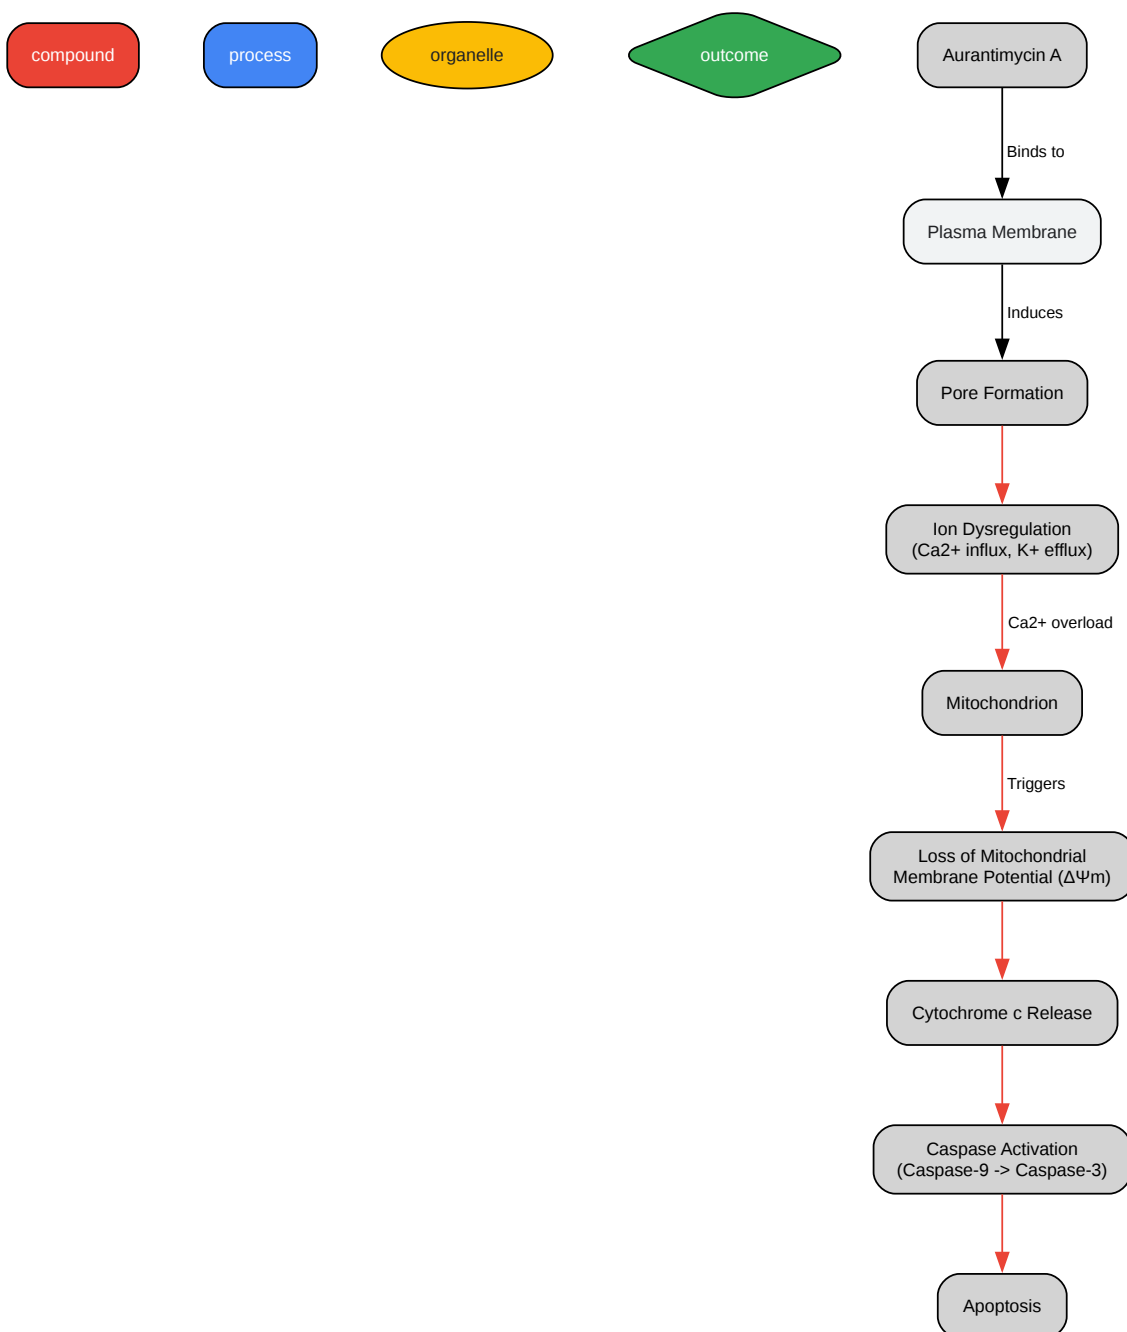 compound
process
organelle
outcome
Aurantimycin A
Binds to
Plasma Membrane
Induces
Pore Formation
Ion Dysregulation
(Ca2+ influx, K+ efflux)
Ca2+ overload
Mitochondrion
Triggers
Loss of Mitochondrial
Membrane Potential (ΔΨm)
Cytochrome c Release
Caspase Activation
(Caspase-9 -> Caspase-3)
Apoptosis